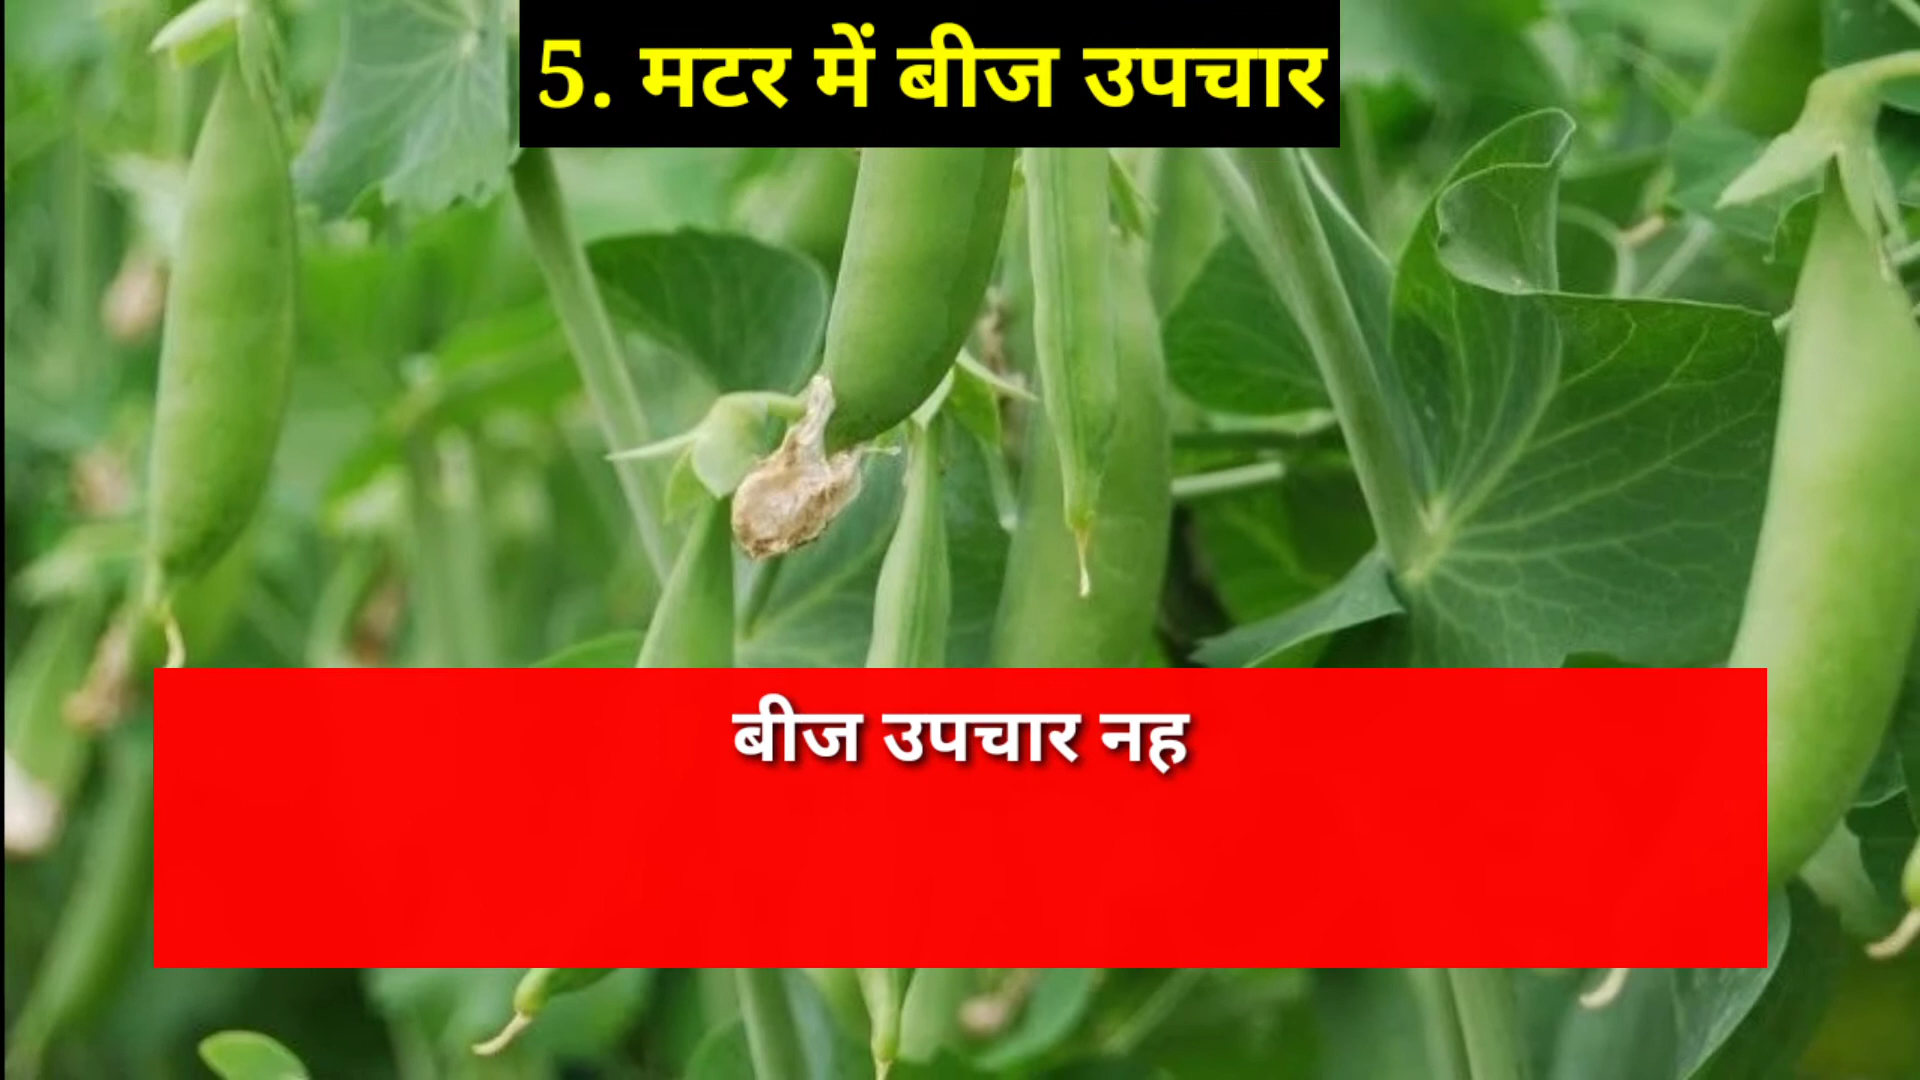 5. मटर में बीज उपचार
बीज उपचार नह